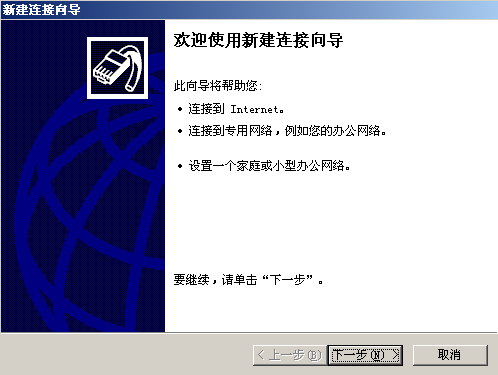 新建连接向导
欢迎使用新建连接向导
此向导将帮助您:
• 连接到 Internet。
• 连接到专用网络，例如您的办公网络。
• 设置一个家庭或小型办公网络。
要继续，请单击“下一步”。
< 上一步(B) 下一步(N) > 取消